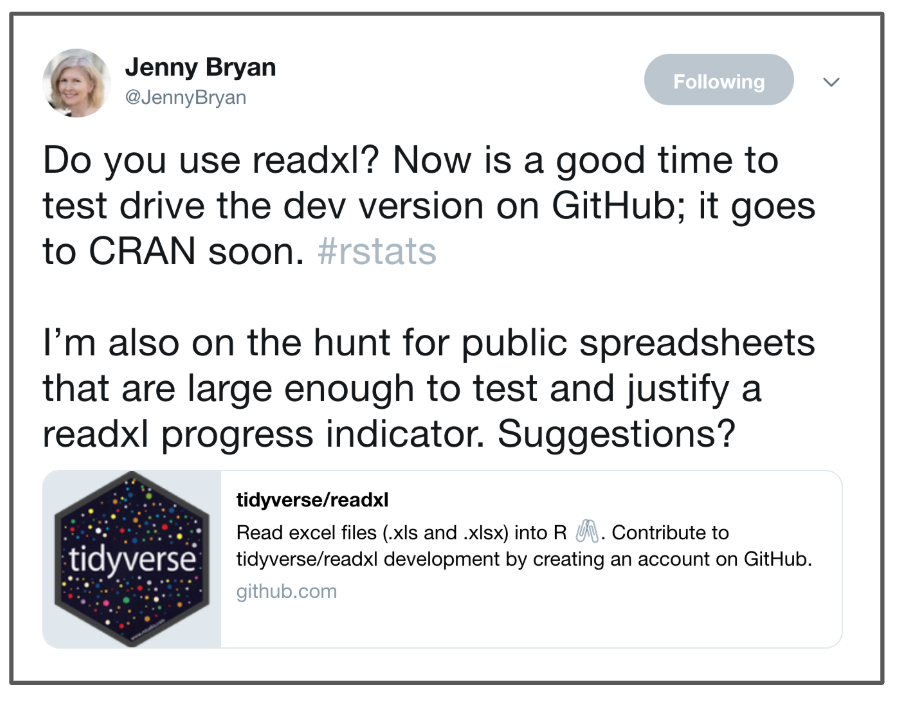 Jenny Bryan
@JennyBryan
Following
Do you use readxl? Now is a good time to
test drive the dev version on GitHub; it goes
to CRAN soon. #rstats
I’m also on the hunt for public spreadsheets
that are large enough to test and justify a
readxl progress indicator. Suggestions?
tidyverse
tidyverse/readxl
Read excel files (.xls and .xlsx) into R 🖇. Contribute to
tidyverse/readxl development by creating an account on GitHub.
github.com